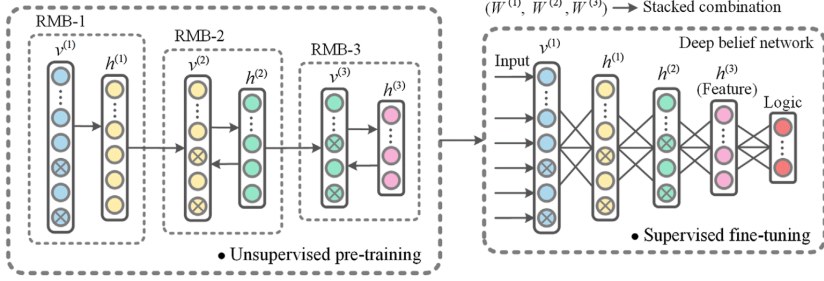 (W⁽¹⁾, W⁽²⁾, W⁽³⁾) → Stacked combination
RMB-1
v⁽¹⁾
h⁽¹⁾
RMB-2
v⁽²⁾
h⁽²⁾
RMB-3
v⁽³⁾
h⁽³⁾
• Unsupervised pre-training
Deep belief network
Input
v⁽¹⁾
h⁽¹⁾
h⁽²⁾
h⁽³⁾
(Feature)
Logic
• Supervised fine-tuning